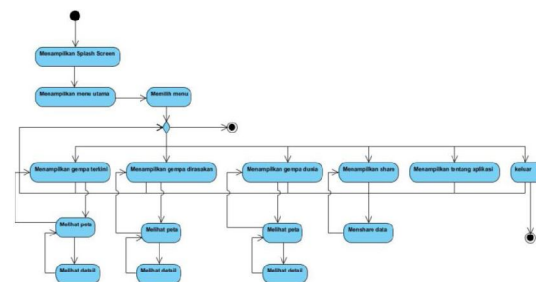 Menampilkan Splash Screen
Menampilkan menu utama
Memilih menu
Menampilkan gempa terkini
Menampilkan gempa dirasakan
Menampilkan gempa dunia
Menampilkan share
Menampilkan tentang aplikasi
keluar
Melihat peta
Melihat peta
Melihat peta
Menshare data
Melihat detail
Melihat detail
Melihat detail